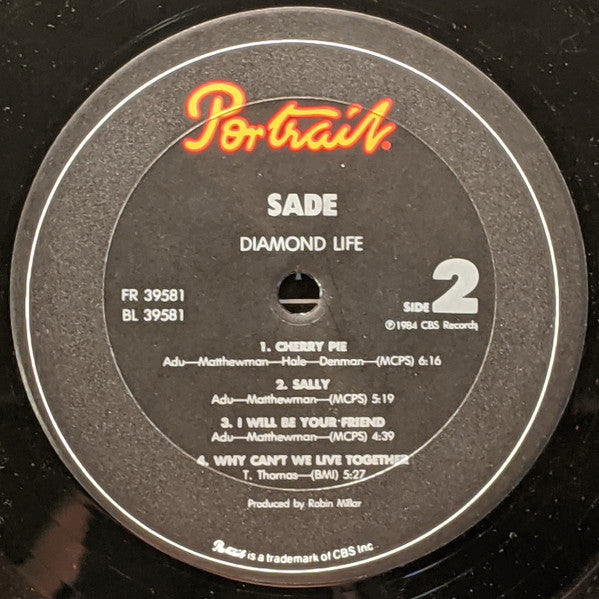 Portrait®
SADE
DIAMOND LIFE
FR 39581
BL 39581
SIDE 2
℗1984 CBS Records
1. CHERRY PIE
Adu—Matthewman—Hale—Denman—(MCPS) 6:16
2. SALLY
Adu—Matthewman—(MCPS) 5:19
3. I WILL BE YOUR FRIEND
Adu—Matthewman—(MCPS) 4:39
4. WHY CAN'T WE LIVE TOGETHER
T. Thomas—(BMI) 5:27
Produced by Robin Millar
Portrait is a trademark of CBS Inc.